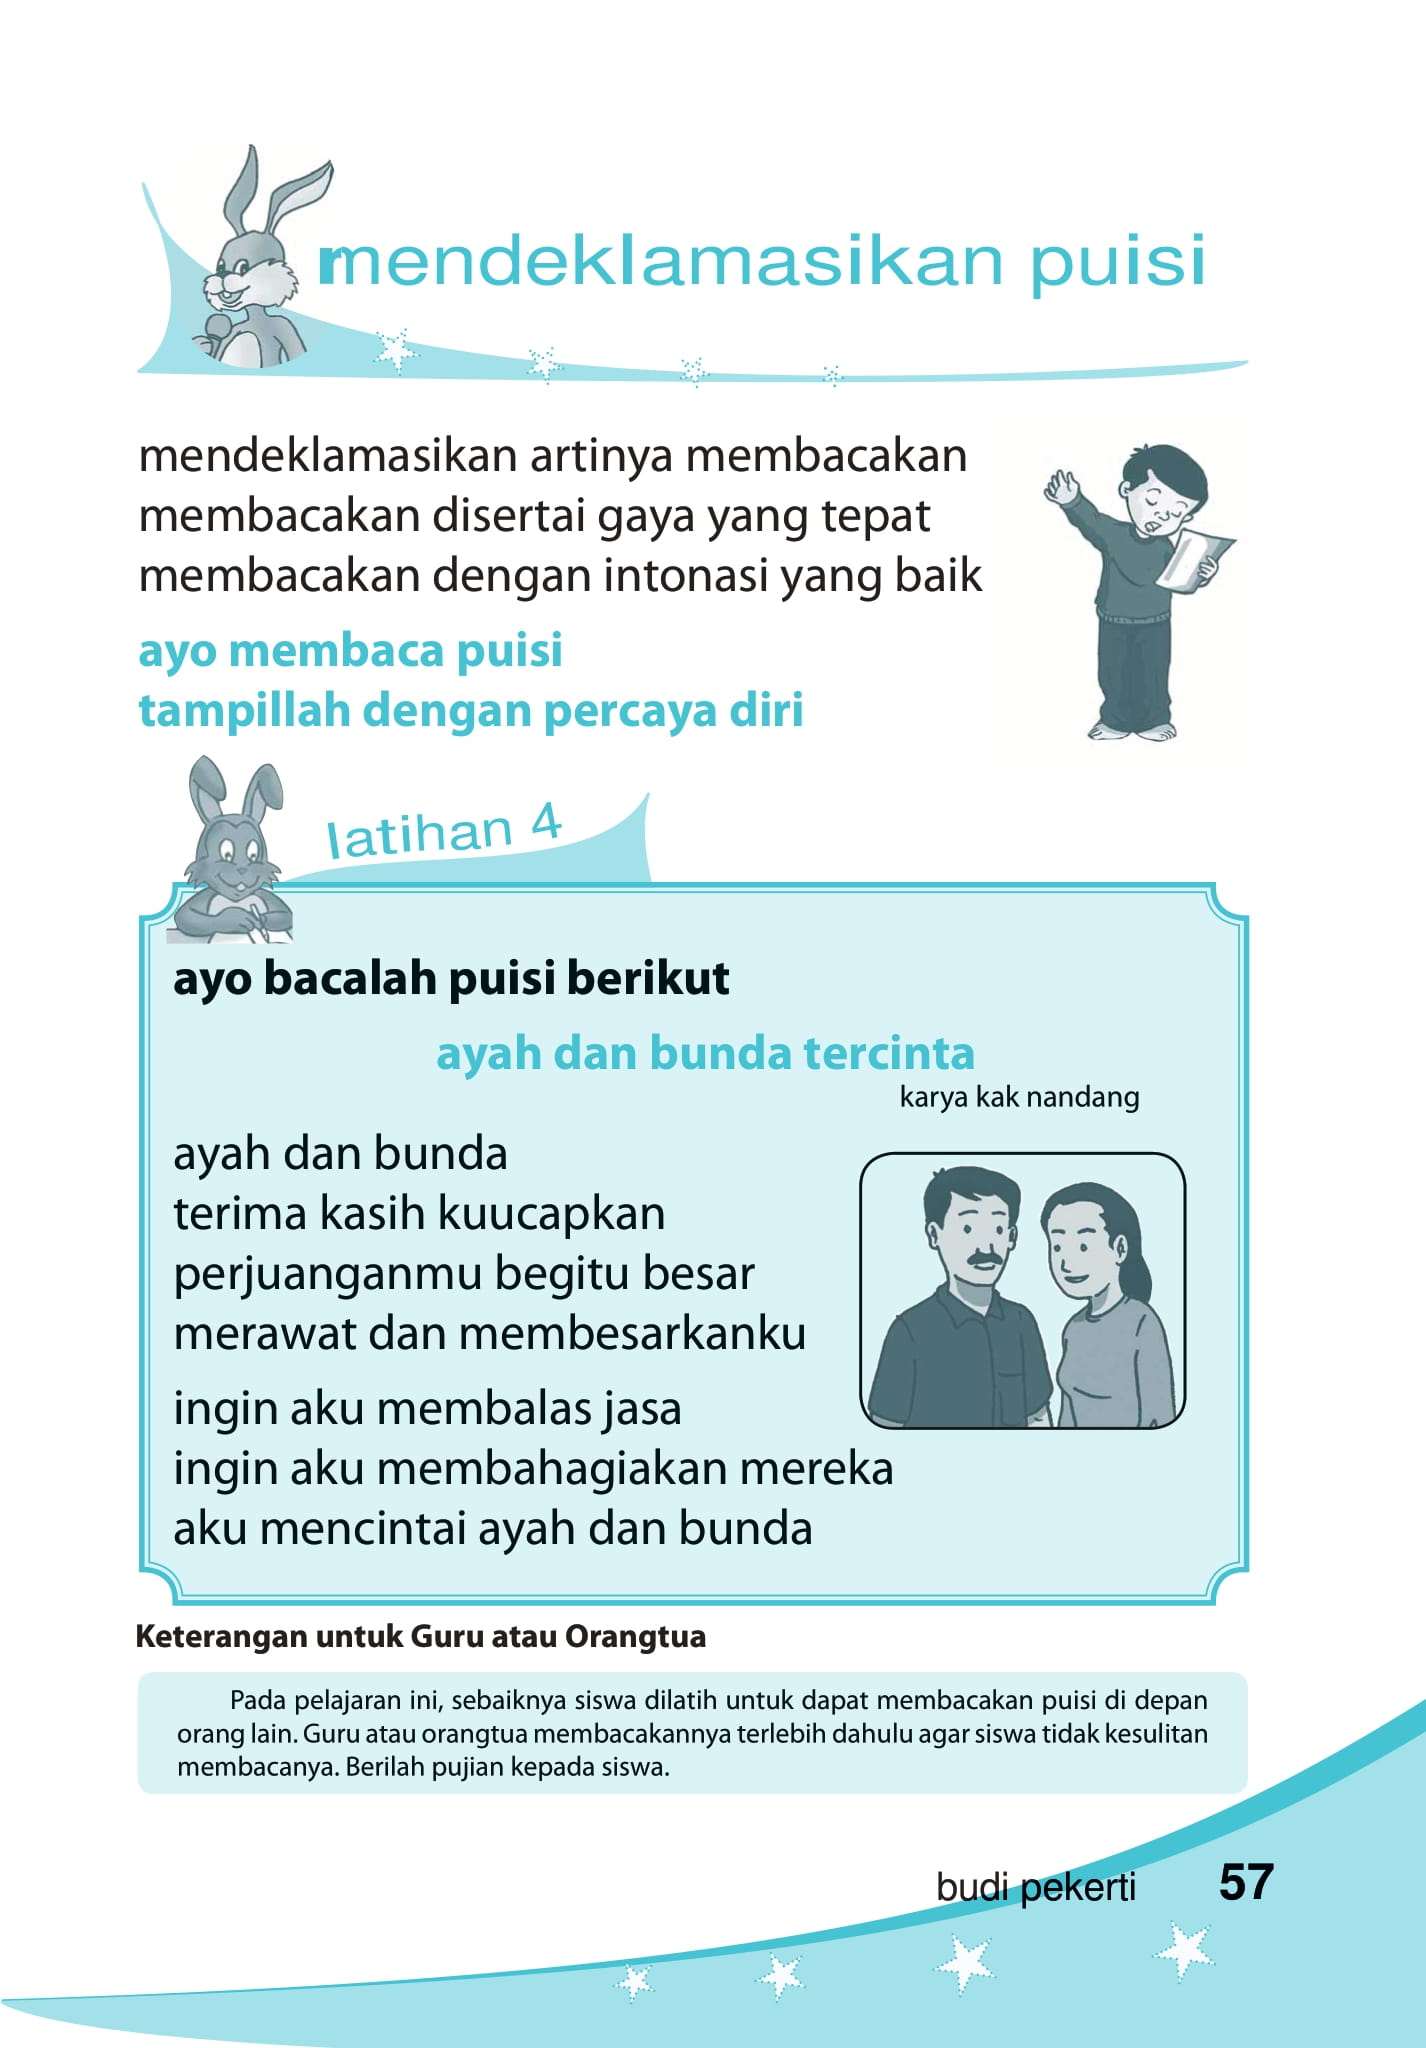 mendeklamasikan puisi
mendeklamasikan artinya membacakan
membacakan disertai gaya yang tepat
membacakan dengan intonasi yang baik
ayo membaca puisi
tampillah dengan percaya diri
latihan 4
ayo bacalah puisi berikut
ayah dan bunda tercinta
karya kak nandang
ayah dan bunda
terima kasih kuucapkan
perjuanganmu begitu besar
merawat dan membesarkanku
ingin aku membalas jasa
ingin aku membahagiakan mereka
aku mencintai ayah dan bunda
Keterangan untuk Guru atau Orangtua
Pada pelajaran ini, sebaiknya siswa dilatih untuk dapat membacakan puisi di depan
orang lain. Guru atau orangtua membacakannya terlebih dahulu agar siswa tidak kesulitan
membacanya. Berilah pujian kepada siswa.
budi pekerti 57